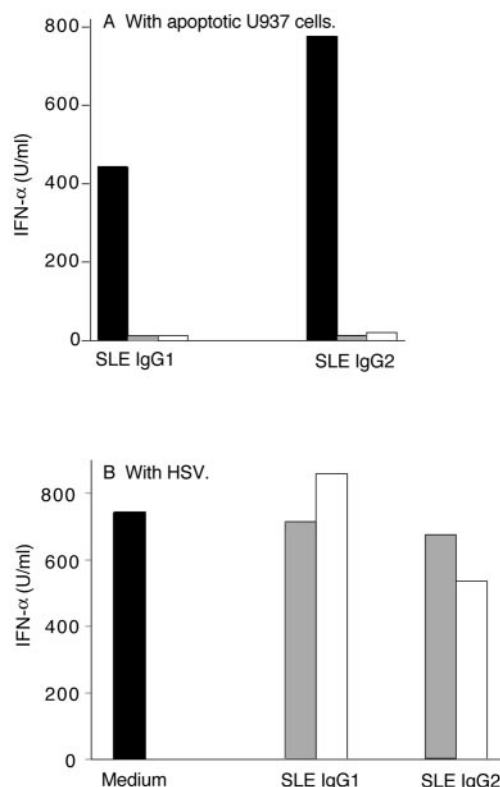 A With apoptotic U937 cells.
800
600
400
200
0
IFN-α (U/ml)
SLE IgG1 SLE IgG2
B With HSV.
800
600
400
200
0
IFN-α (U/ml)
Medium SLE IgG1 SLE IgG2